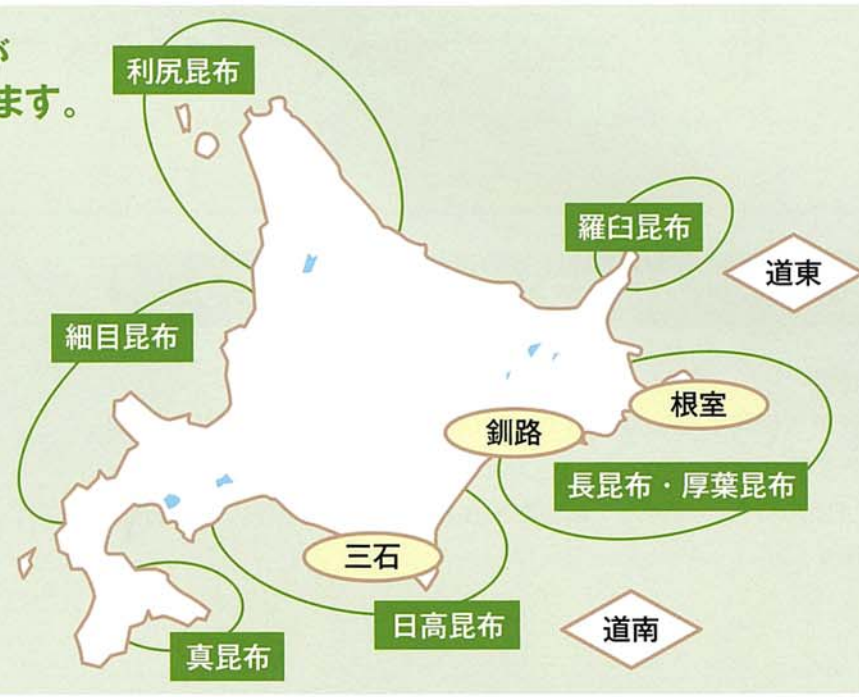 が
ます。
利尻昆布
羅臼昆布
道東
細目昆布
根室
釧路
長昆布・厚葉昆布
三石
日高昆布
道南
真昆布